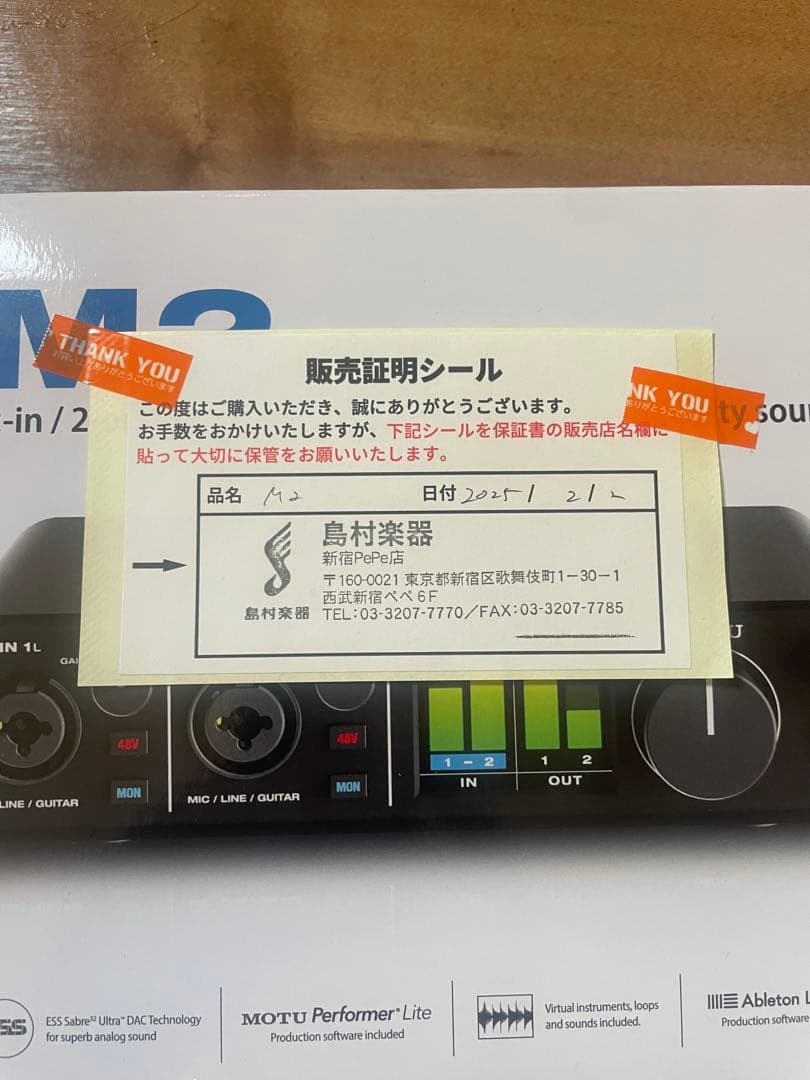 M2
THANK YOU
お買い上げありがとうございます
NK YOU
ありがとうございます
-in / 2
ty soun
販売証明シール
この度はご購入いただき、誠にありがとうございます。
お手数をおかけいたしますが、下記シールを保証書の販売店名欄に
貼って大切に保管をお願いいたします。
品名 M2 日付 2025/ 2/2
島村楽器
新宿PePe店
〒160-0021 東京都新宿区歌舞伎町1-30-1
西武新宿ペペ6F
島村楽器 TEL:03-3207-7770/FAX:03-3207-7785
IN 1L
GAI
U
48V
48V
MON
MON
LINE / GUITAR
MIC / LINE / GUITAR
1 - 2
IN
1 2
OUT
ESS
ESS Sabre³² Ultra™ DAC Technology
for superb analog sound
MOTU Performer® Lite
Production software included
Virtual instruments, loops
and sounds included.
Ableton L
Production software